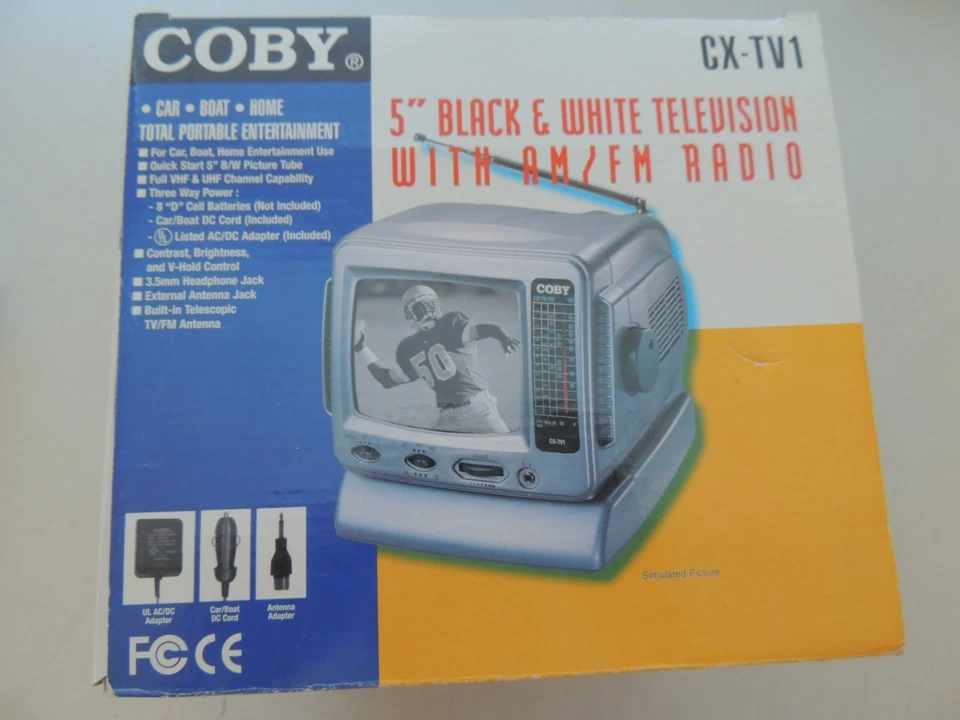 COBY®
CX-TV1
5" BLACK & WHITE TELEVISION
WITH AM/FM RADIO
• CAR • BOAT • HOME
TOTAL PORTABLE ENTERTAINMENT
■ For Car, Boat, Home Entertainment Use
■ Quick Start 5" B/W Picture Tube
■ Full VHF & UHF Channel Capability
■ Three Way Power :
- 8 "D" Cell Batteries (Not Included)
- Car/Boat DC Cord (Included)
- UL Listed AC/DC Adapter (Included)
■ Contrast, Brightness,
and V-Hold Control
■ 3.5mm Headphone Jack
■ External Antenna Jack
■ Built-in Telescopic
TV/FM Antenna
COBY
50
CX-TV1
Simulated Picture
UL AC/DC
Adapter
Car/Boat
DC Cord
Antenna
Adapter
FC CE